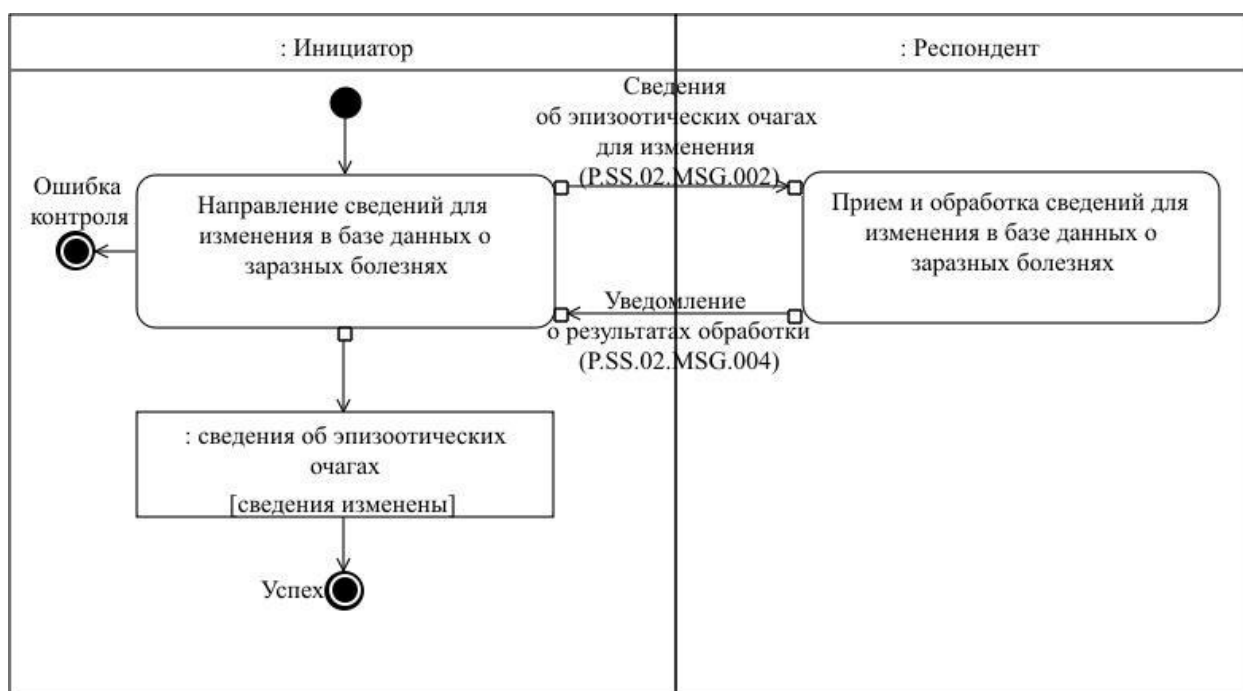 : Инициатор
: Респондент
Сведения
об эпизоотических очагах
для изменения
(P.SS.02.MSG.002)
Ошибка
контроля
Направление сведений для
изменения в базе данных о
заразных болезнях
Прием и обработка сведений для
изменения в базе данных о
заразных болезнях
Уведомление
о результатах обработки
(P.SS.02.MSG.004)
: сведения об эпизоотических
очагах
[сведения изменены]
Успех